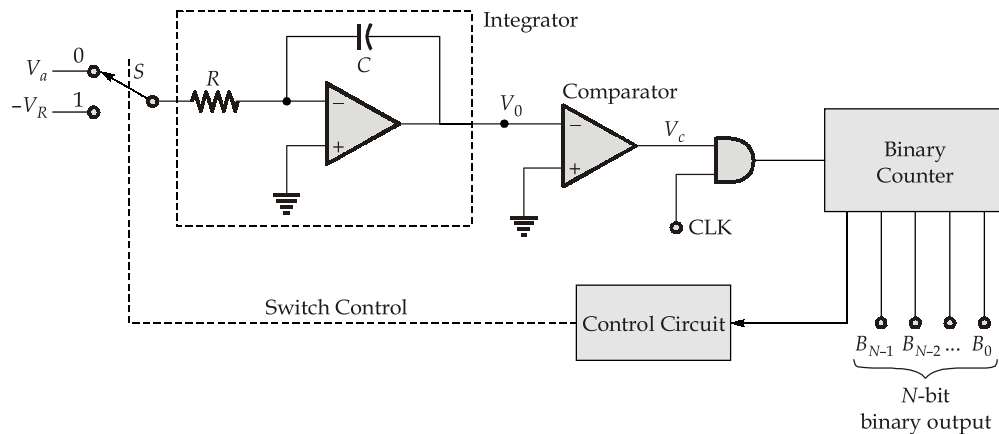 Integrator
V_a
0
S
R
C
–V_R
1
−
+
V_0
Comparator
−
+
V_c
CLK
Binary
Counter
Switch Control
Control Circuit
B_{N–1} B_{N–2} ... B_0
N-bit
binary output